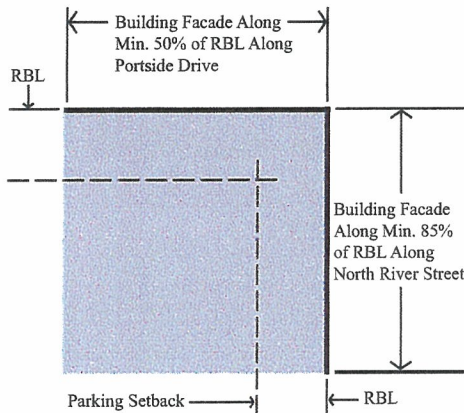 Building Facade Along
Min. 50% of RBL Along
Portside Drive
RBL
Building Facade
Along Min. 85%
of RBL Along
North River Street
Parking Setback
RBL